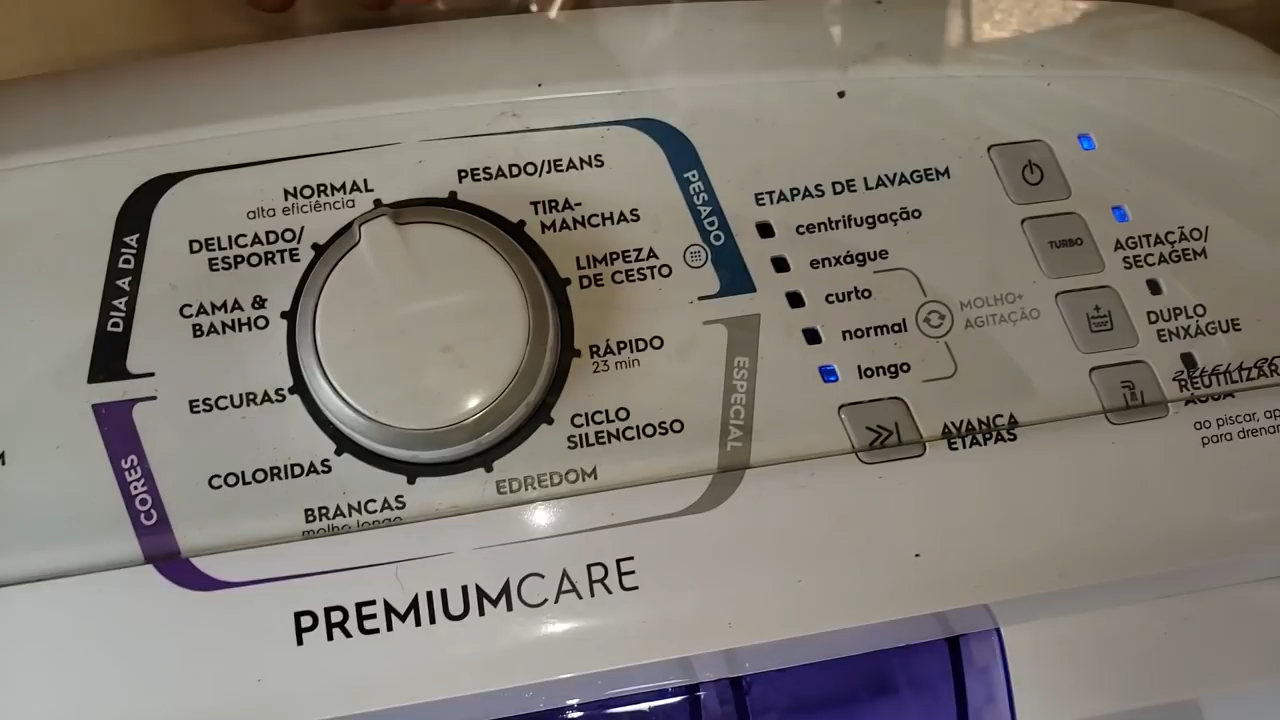 DIA A DIA
NORMAL
alta eficiência
DELICADO/
ESPORTE
CAMA &
BANHO
PESADO/JEANS
TIRA-
MANCHAS
LIMPEZA
DE CESTO
PESADO
RÁPIDO
23 min
CICLO
SILENCIOSO
EDREDOM
ESPECIAL
CORES
ESCURAS
COLORIDAS
BRANCAS
molho longo
PREMIUMCARE
ETAPAS DE LAVAGEM
centrifugação
enxágue
curto
normal
longo
MOLHO+
AGITAÇÃO
AVANÇA
ETAPAS
TURBO
AGITAÇÃO/
SECAGEM
DUPLO
ENXÁGUE
REUTILIZAR
ÁGUA
ao piscar,
para drenar